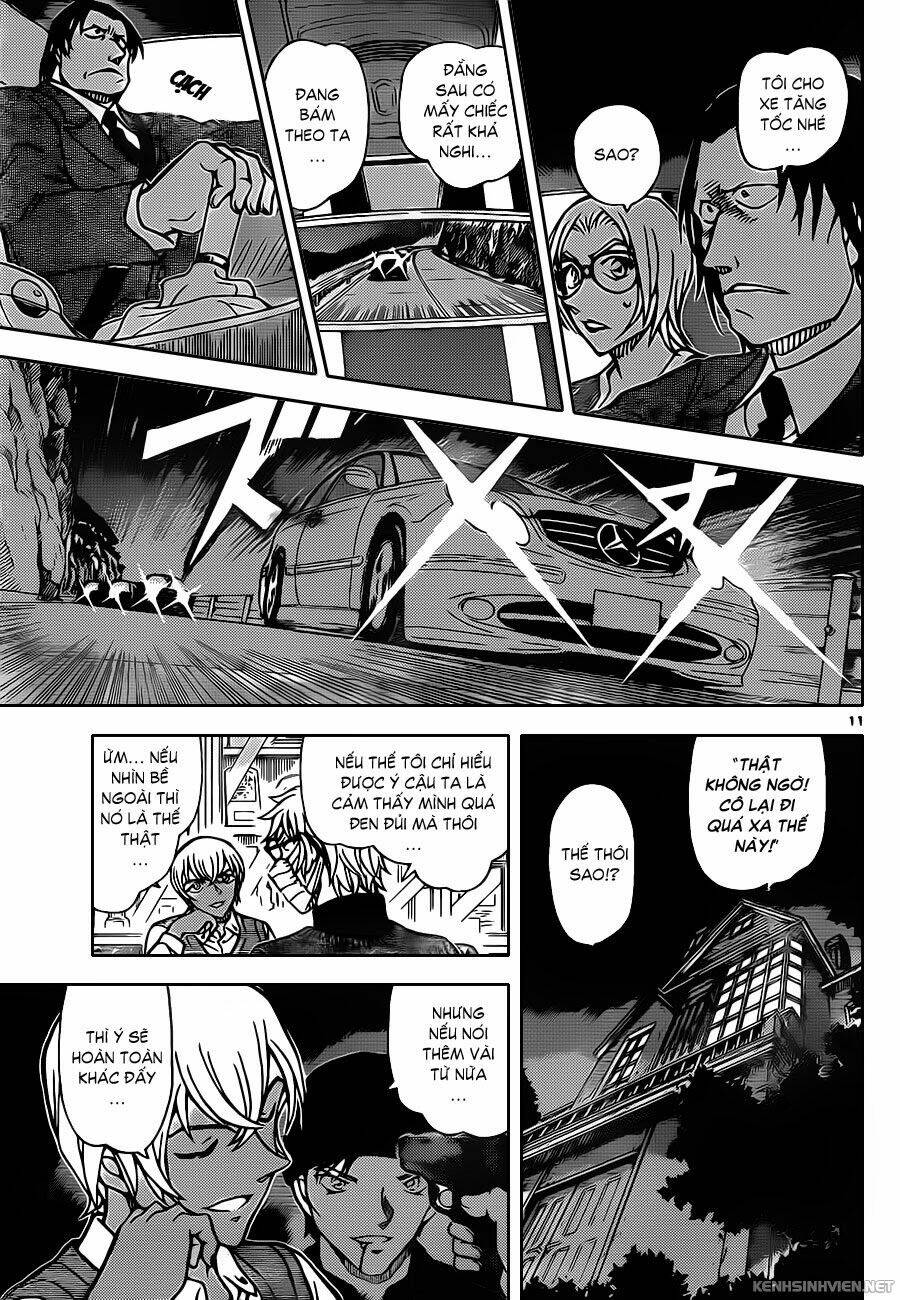 TÔI CHO
XE TĂNG
TỐC NHÉ
...
SAO?
ĐẰNG
SAU CÓ
MẤY CHIẾC
RẤT KHẢ
NGHI...
ĐANG
BÁM
THEO TA
...
CẠCH
11
"THẬT
KHÔNG NGỜ!
CÔ LẠI ĐI
QUÁ XA THẾ
NÀY!"
THẾ THÔI
SAO!?
NẾU THẾ TÔI CHỈ HIỂU
ĐƯỢC Ý CẬU TA LÀ
CẢM THẤY MÌNH QUÁ
ĐEN ĐỦI MÀ THÔI
...
ỪM... NẾU
NHÌN BỀ
NGOÀI THÌ
NÓ LÀ THẾ
THẬT
...
NHƯNG
NẾU NÓI
THÊM VÀI
TỪ NỮA
...
THÌ Ý SẼ
HOÀN TOÀN
KHÁC ĐẤY
...
KENHSINHVIEN.NET